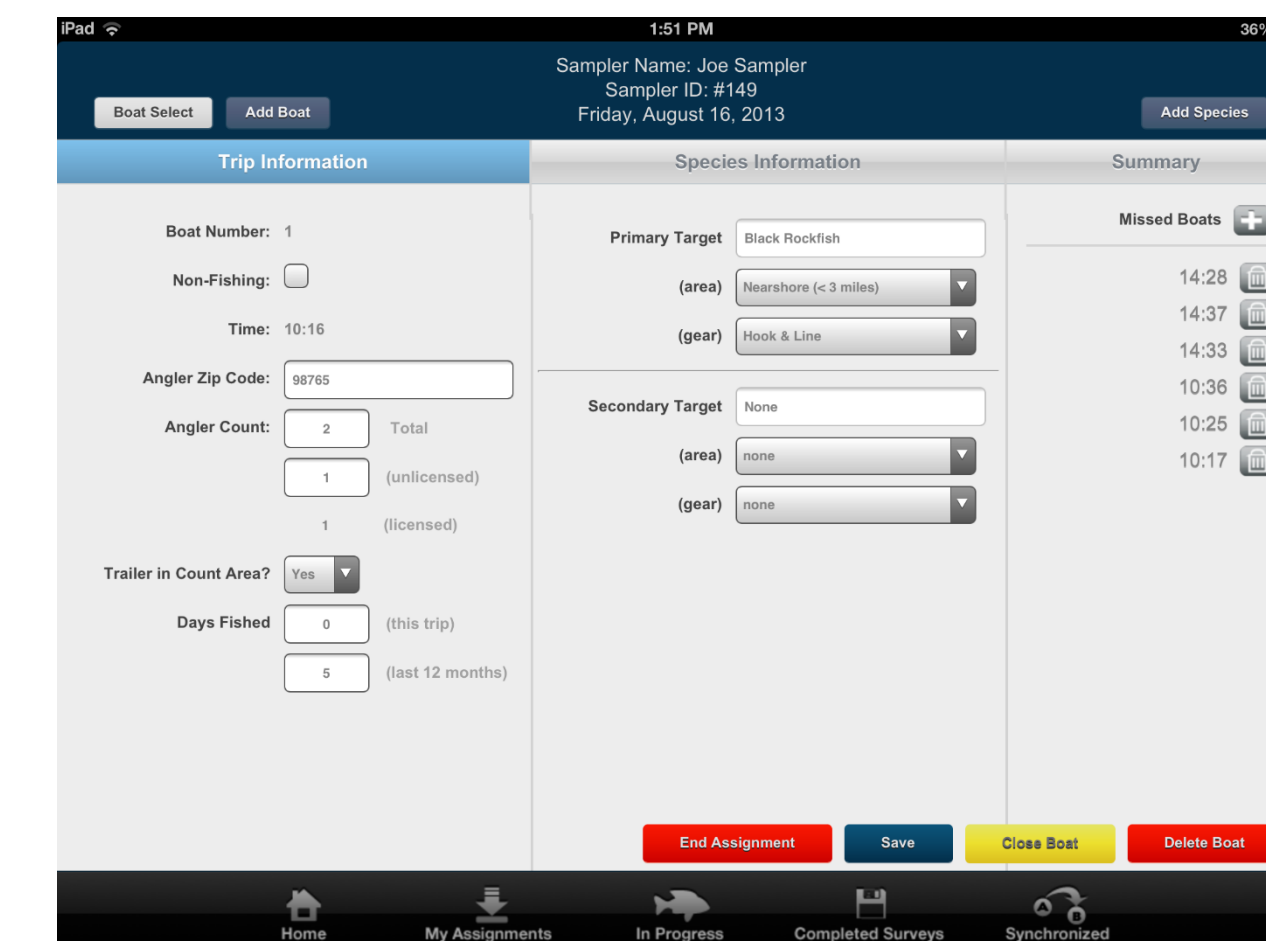 iPad
1:51 PM
36%
Sampler Name: Joe Sampler
Sampler ID: #149
Friday, August 16, 2013
Boat Select
Add Boat
Add Species
Trip Information
Species Information
Summary
Boat Number: 1
Non-Fishing:
Time: 10:16
Angler Zip Code: 98765
Angler Count: 2 Total
1 (unlicensed)
1 (licensed)
Trailer in Count Area? Yes
Days Fished 0 (this trip)
5 (last 12 months)
Primary Target Black Rockfish
(area) Nearshore (< 3 miles)
(gear) Hook & Line
Secondary Target None
(area) none
(gear) none
Missed Boats
14:28
14:37
14:33
10:36
10:25
10:17
End Assignment
Save
Close Boat
Delete Boat
Home
My Assignments
In Progress
Completed Surveys
A B
Synchronized